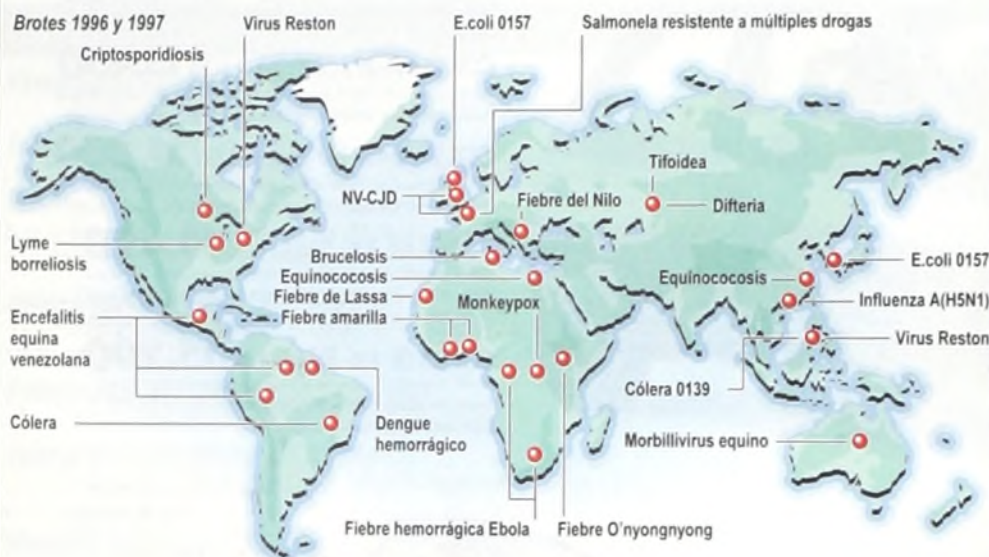 Brotes 1996 y 1997
Virus Reston
E.coli 0157
Salmonela resistente a múltiples drogas
Criptosporidiosis
Tifoidea
NV-CJD
Fiebre del Nilo
Difteria
Lyme
borreliosis
Brucelosis
E.coli 0157
Equinococosis
Equinococosis
Fiebre de Lassa
Monkeypox
Influenza A(H5N1)
Encefalitis
equina
venezolana
Fiebre amarilla
Virus Reston
Cólera 0139
Cólera
Dengue
hemorrágico
Morbillivirus equino
Fiebre hemorrágica Ebola
Fiebre O'nyongnyong